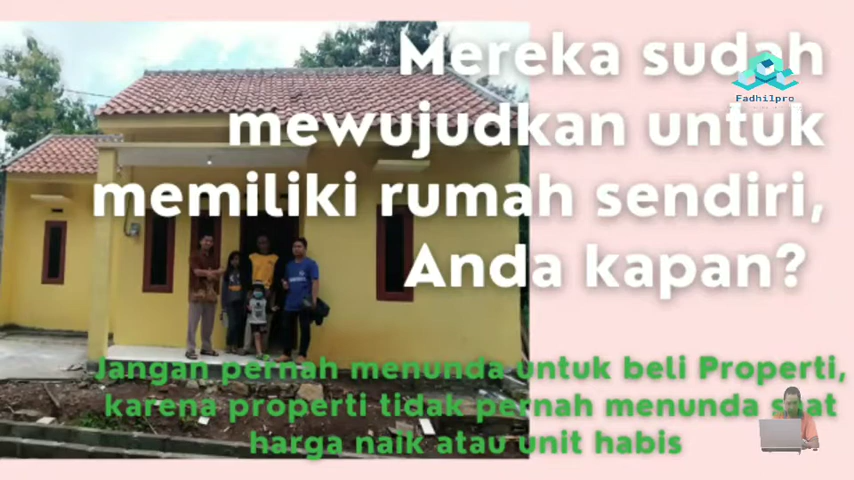 Mereka sudah
mewujudkan untuk
memiliki rumah sendiri,
Anda kapan?
Fadhilpro
Jangan pernah menunda untuk beli Properti,
karena properti tidak pernah menunda saat
harga naik atau unit habis